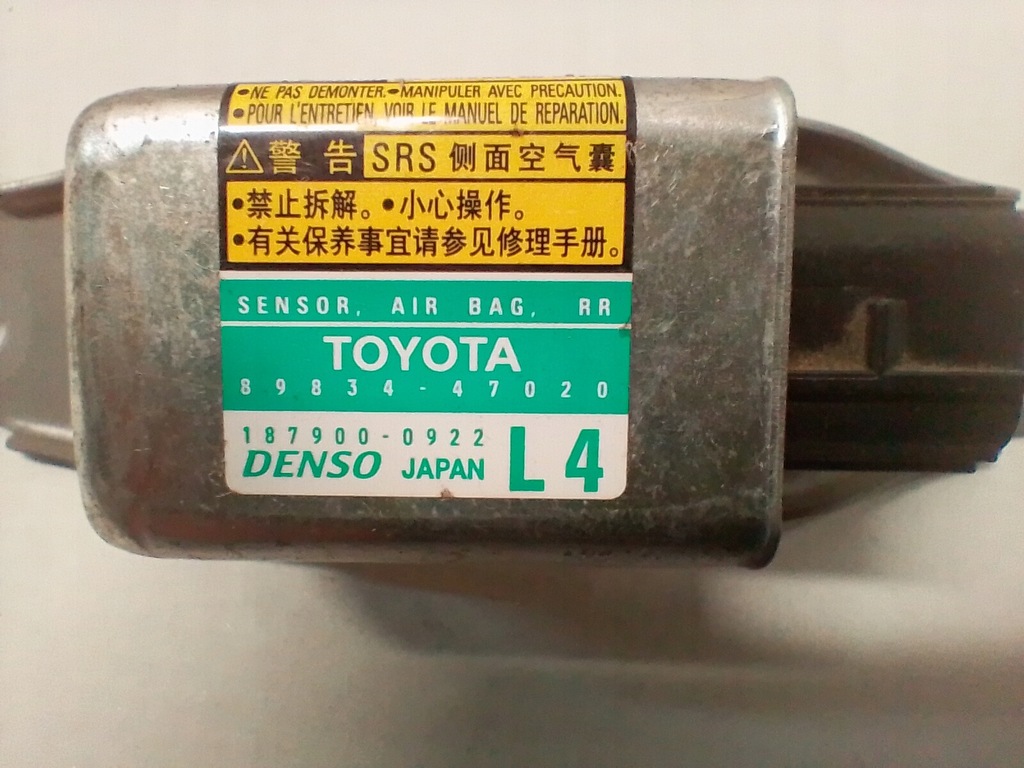 •NE PAS DEMONTER.•MANIPULER AVEC PRECAUTION.
•POUR L'ENTRETIEN, VOIR LE MANUEL DE REPARATION.
警告 SRS 侧面空气囊
•禁止拆解。•小心操作。
•有关保养事宜请参见修理手册。
SENSOR, AIR BAG, RR
TOYOTA
89834-47020
187900-0922
DENSO JAPAN L4